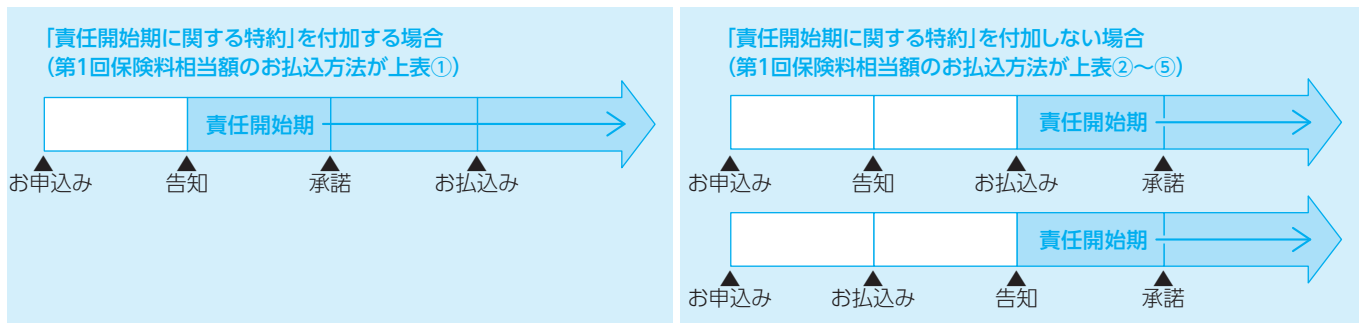 「責任開始期に関する特約」を付加する場合
(第1回保険料相当額のお払込方法が上表①)
責任開始期
お申込み 告知 承諾 お払込み
「責任開始期に関する特約」を付加しない場合
(第1回保険料相当額のお払込方法が上表②〜⑤)
責任開始期
お申込み 告知 お払込み 承諾
責任開始期
お申込み お払込み 告知 承諾